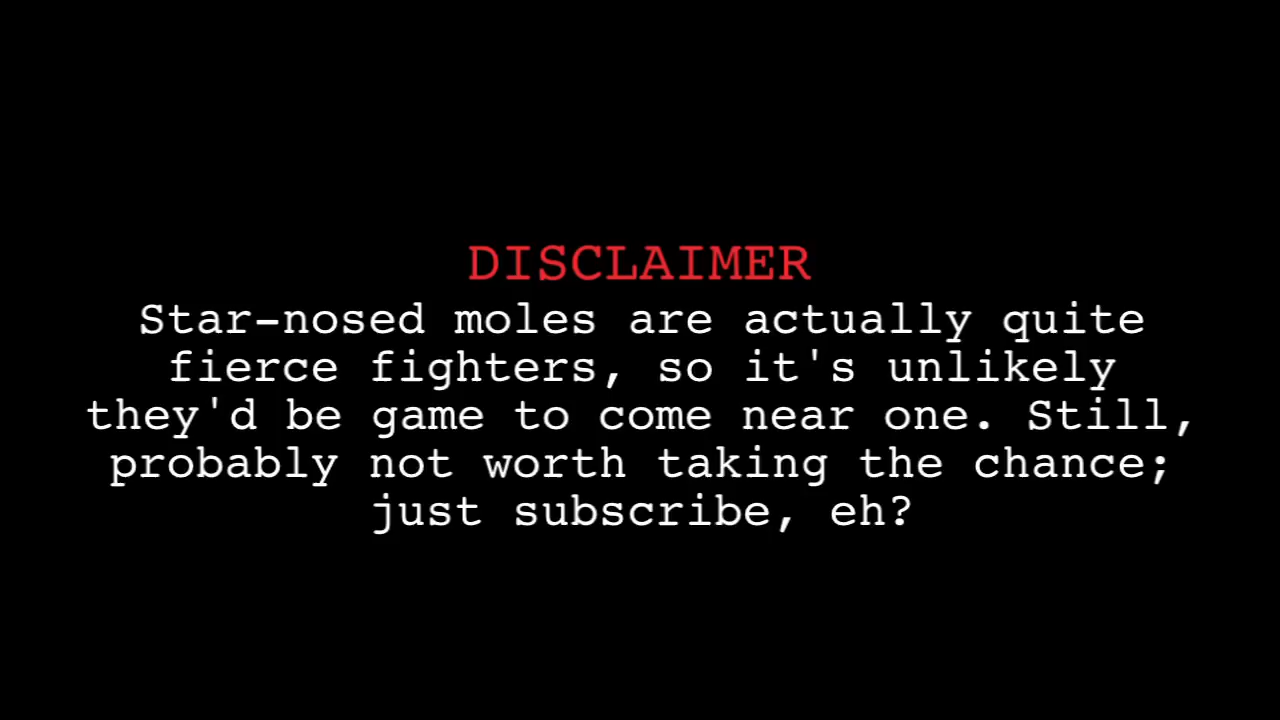 DISCLAIMER
Star-nosed moles are actually quite
fierce fighters, so it's unlikely
they'd be game to come near one. Still,
probably not worth taking the chance;
just subscribe, eh?